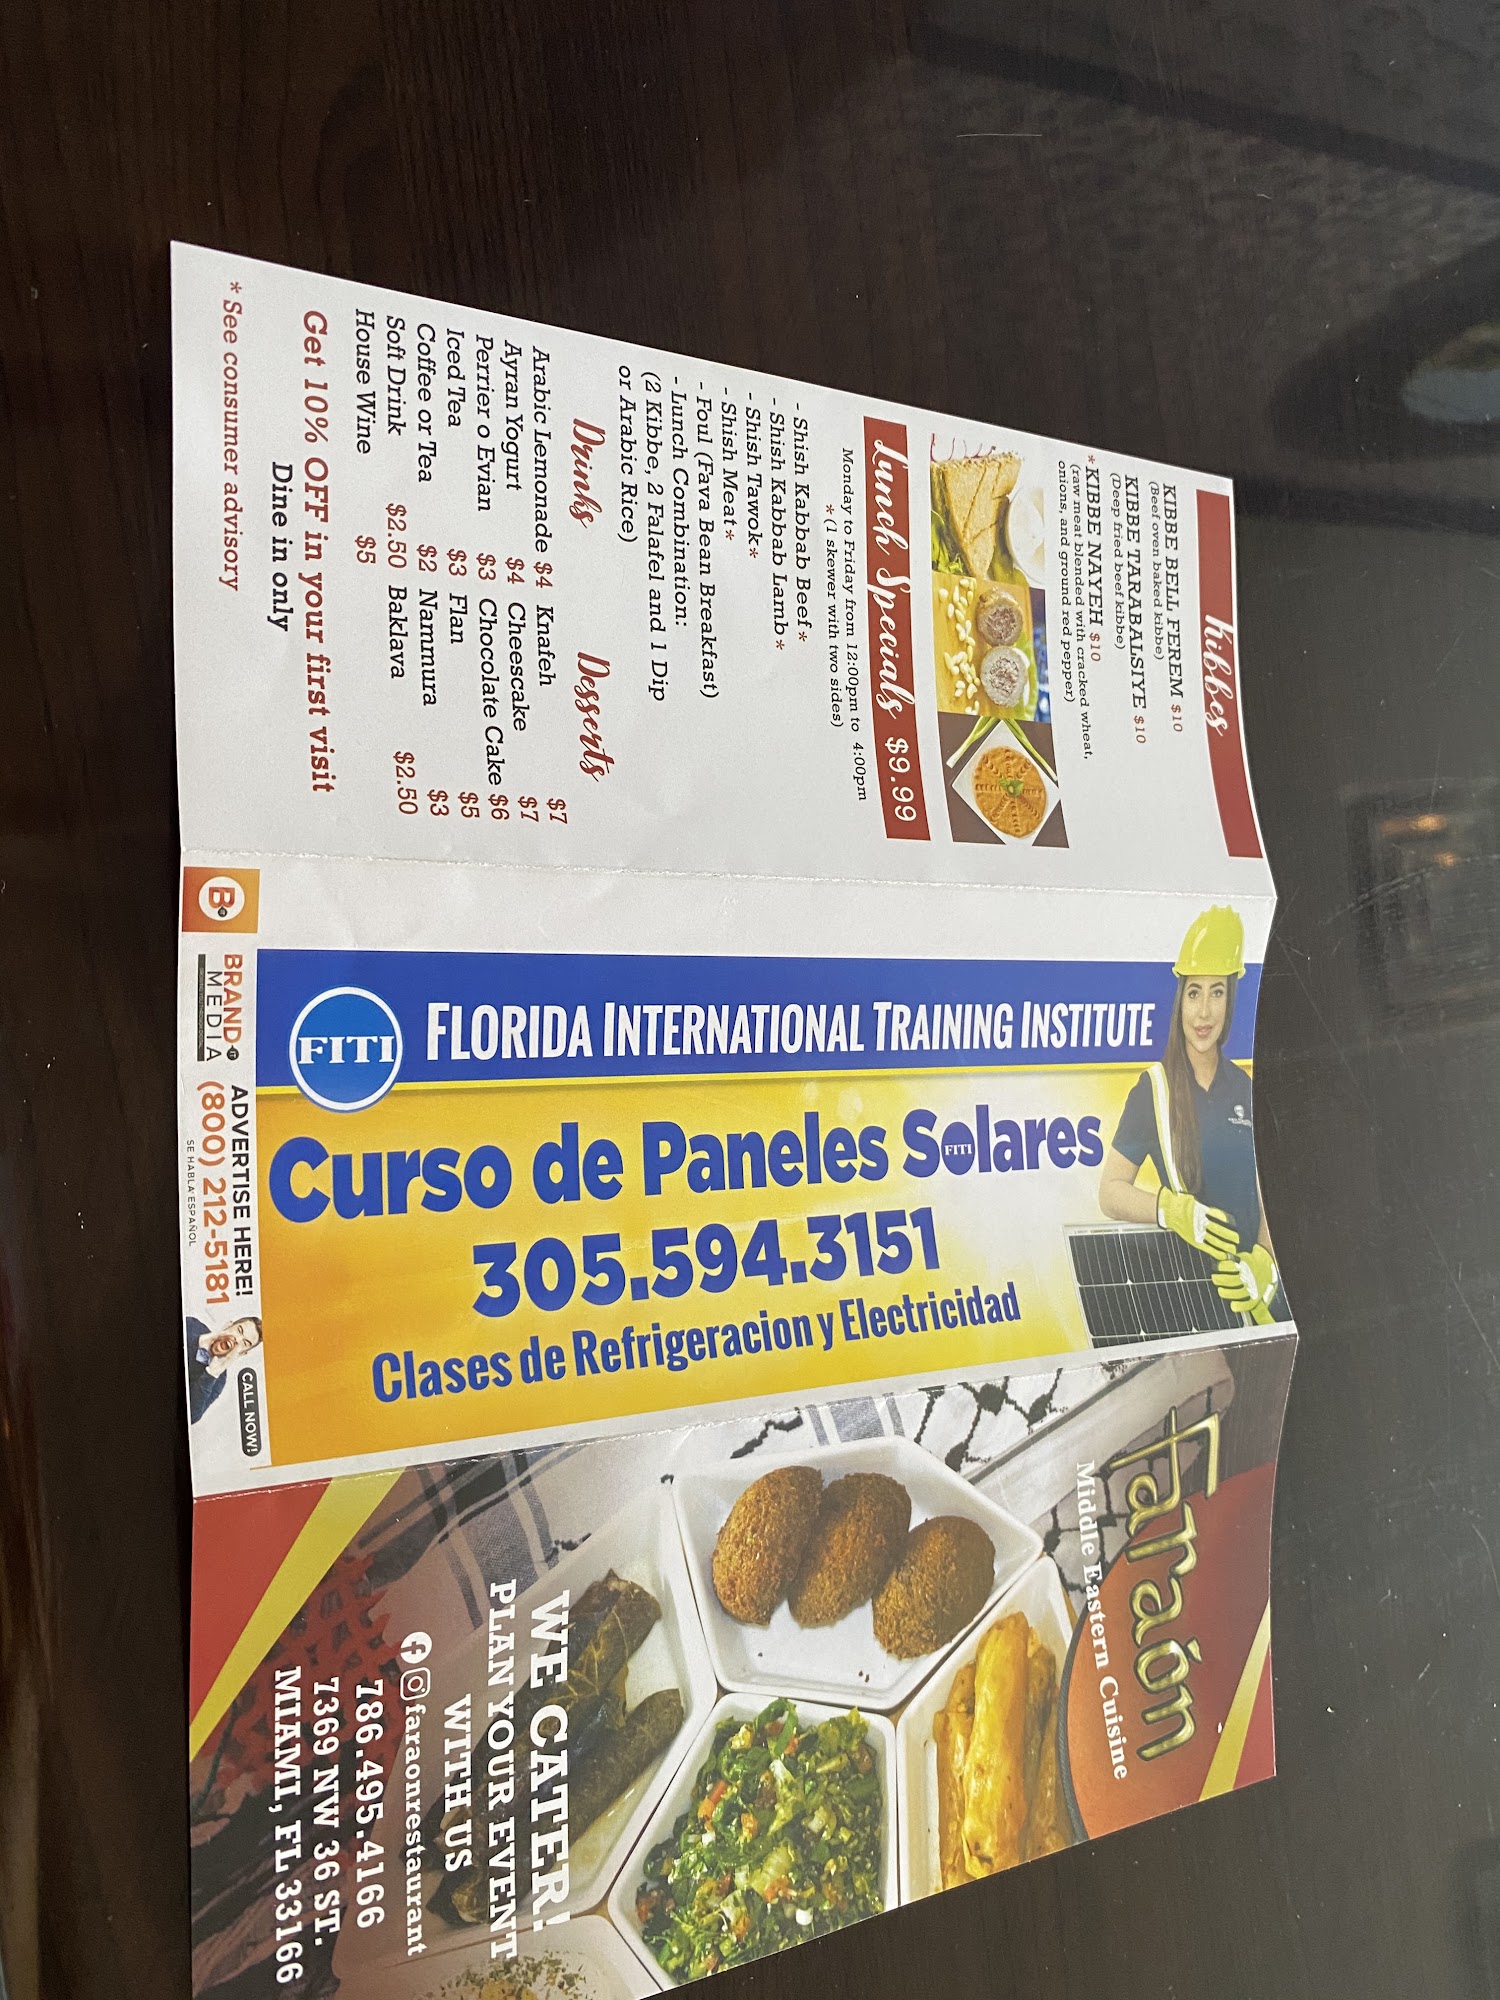 Kibbes
KIBBE BELL FEREM $10
(Beef oven baked kibbe)
KIBBE TARABALSIYE $10
(Deep fried beef kibbe)
*KIBBE NAYEH $10
(raw meat blended with cracked wheat,
onions, and ground red pepper)
Lunch Specials $9.99
Monday to Friday from 12:00pm to 4:00pm
*(1 skewer with two sides)
- Shish Kabbab Beef*
- Shish Kabbab Lamb*
- Shish Tawok*
- Shish Meat*
- Foul (Fava Bean Breakfast)
- Lunch Combination:
(2 Kibbe, 2 Falafel and 1 Dip
or Arabic Rice)
Drinks
Arabic Lemonade $4
Ayran Yogurt $4
Perrier o Evian $3
Iced Tea $3
Coffee or Tea $2
Soft Drink $2.50
House Wine $5
Desserts
Knafeh $7
Cheescake $7
Chocolate Cake $6
Flan $5
Nammura $3
Baklava $2.50
Get 10% OFF in your first visit
Dine in only
* See consumer advisory
FITI
FLORIDA INTERNATIONAL TRAINING INSTITUTE
Curso de Paneles Solares
FITI
305.594.3151
Clases de Refrigeracion y Electricidad
B
BRAND
MEDIA
ADVERTISE HERE!
(800) 212-5181
SE HABLA ESPAÑOL
CALL NOW!
Faraón
Middle Eastern Cuisine
WE CATER!
PLAN YOUR EVENT
WITH US
faraonrestaurant
786.495.4166
7369 NW 36 ST.
MIAMI, FL 33166